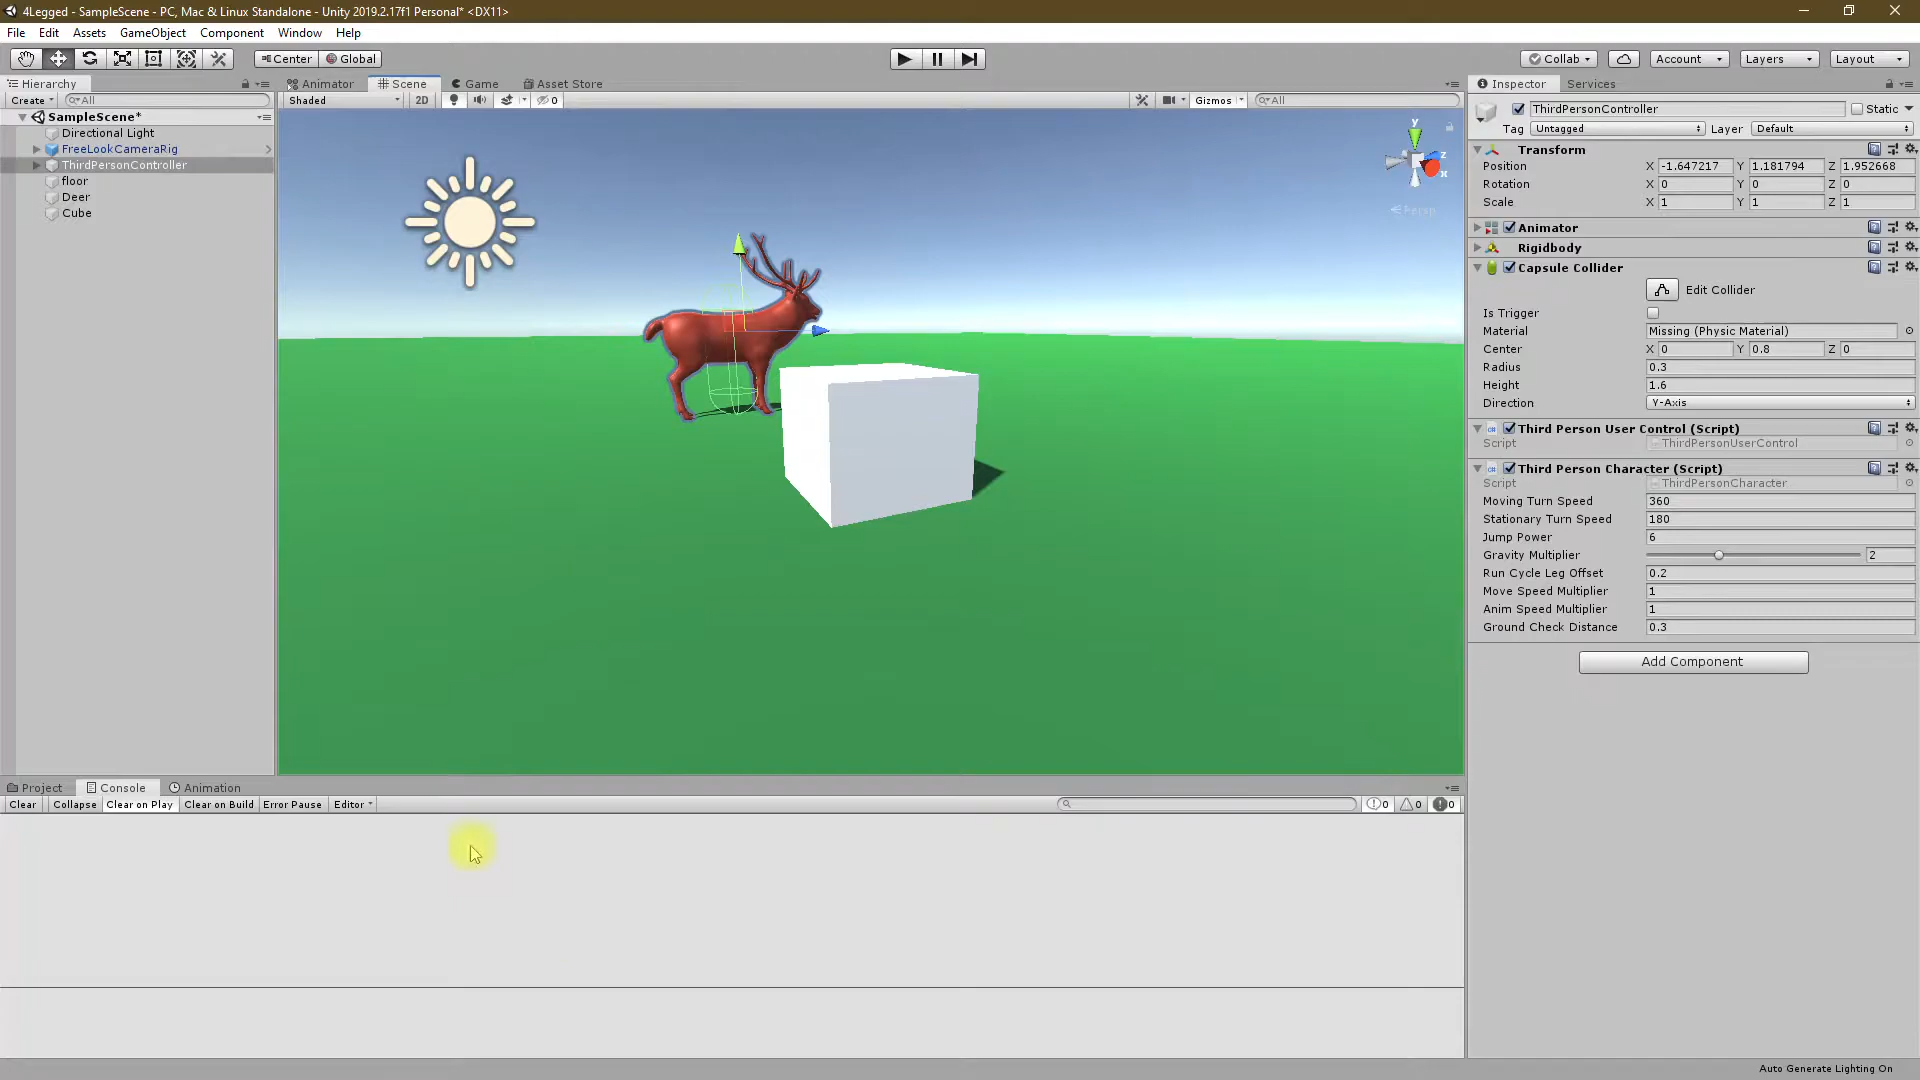 4Legged - SampleScene - PC, Mac & Linux Standalone - Unity 2019.2.17f1 Personal* <DX11>
File Edit Assets GameObject Component Window Help
Center Global Collab Account Layers Layout
Hierarchy Animator Scene Game Asset Store Inspector Services
Create All Shaded 2D 0 Gizmos All
ThirdPersonController Static
Tag Untagged Layer Default
SampleScene*
Directional Light
FreeLookCameraRig
ThirdPersonController
floor
Deer
Cube
y
z
x
Persp
Transform
Position X -1.647217 Y 1.181794 Z 1.952668
Rotation X 0 Y 0 Z 0
Scale X 1 Y 1 Z 1
Animator
Rigidbody
Capsule Collider
Edit Collider
Is Trigger
Material Missing (Physic Material)
Center X 0 Y 0.8 Z 0
Radius 0.3
Height 1.6
Direction Y-Axis
Third Person User Control (Script)
Script ThirdPersonUserControl
Third Person Character (Script)
Script ThirdPersonCharacter
Moving Turn Speed 360
Stationary Turn Speed 180
Jump Power 6
Gravity Multiplier 2
Run Cycle Leg Offset 0.2
Move Speed Multiplier 1
Anim Speed Multiplier 1
Ground Check Distance 0.3
Add Component
Project Console Animation
Clear Collapse Clear on Play Clear on Build Error Pause Editor 0 0 0
Auto Generate Lighting On